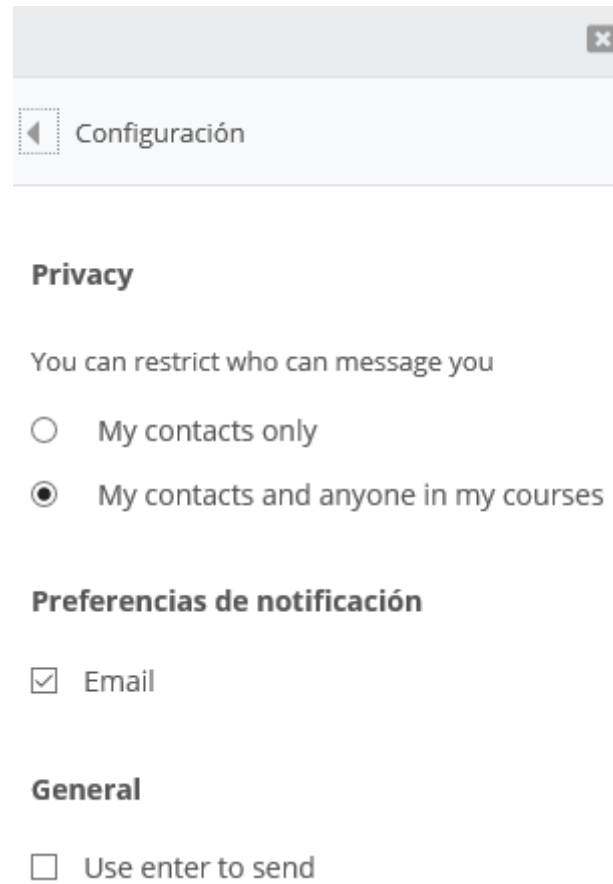 Configuración
Privacy
You can restrict who can message you
My contacts only
My contacts and anyone in my courses
Preferencias de notificación
Email
General
Use enter to send